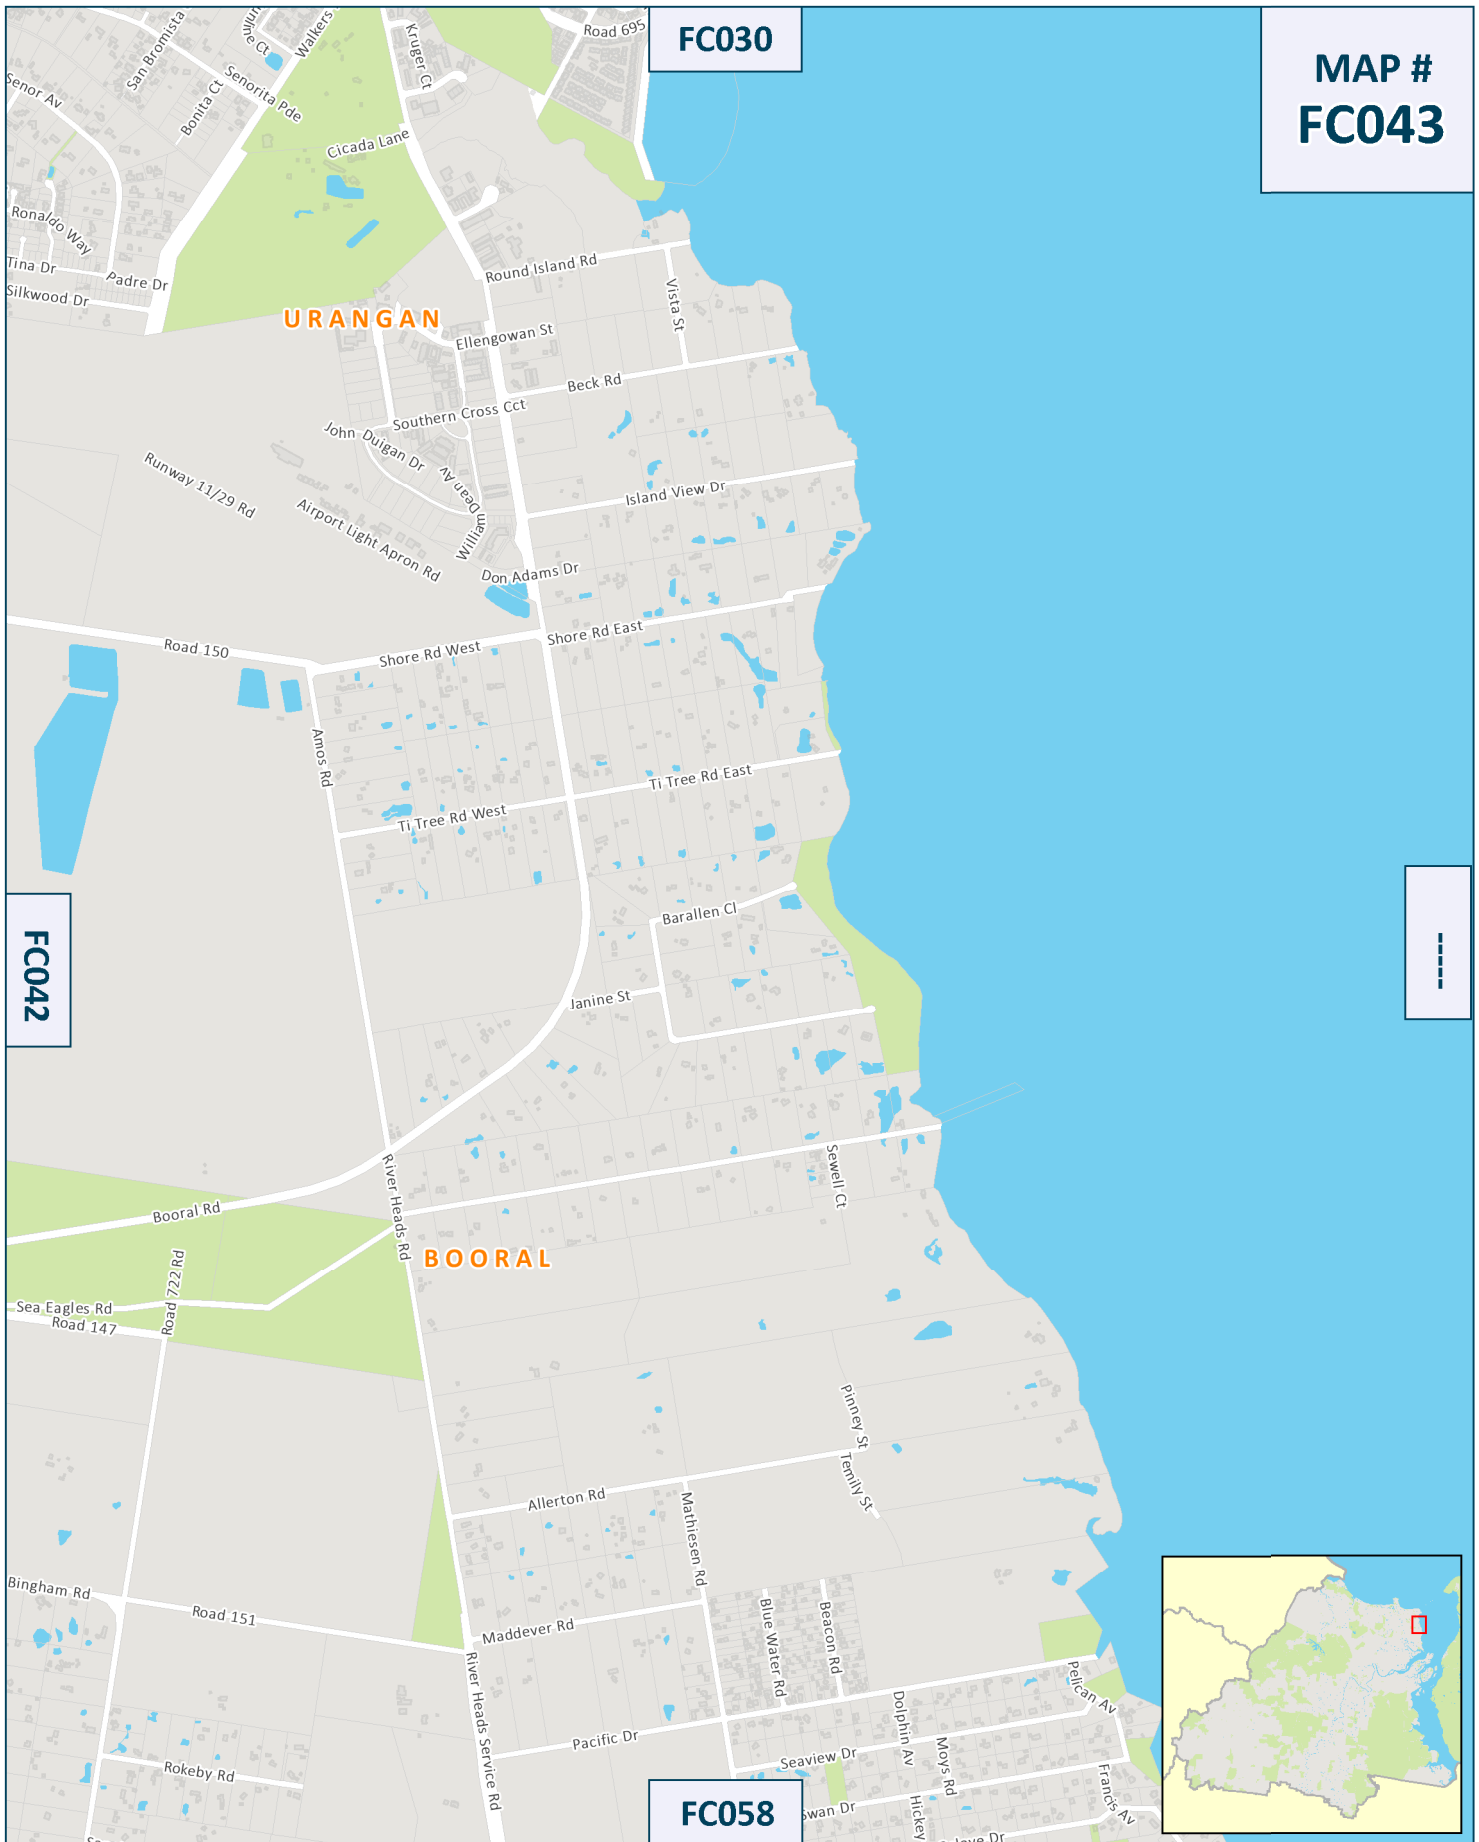 FC030
MAP #
FC043
Road 695
Kruger Ct
Walkers
San Bromista
Senorita Pde
Bonita Ct
Senor Av
Cicada Lane
Ronaldo Way
Tina Dr
Padre Dr
Silkwood Dr
Round Island Rd
Vista St
URANGAN
Ellengowan St
Beck Rd
Southern Cross Cct
John Duigan Dr
William Dean Av
Runway 11/29 Rd
Airport Light Apron Rd
Island View Dr
Don Adams Dr
Road 150
Shore Rd West
Shore Rd East
Amos Rd
Ti Tree Rd East
Ti Tree Rd West
Barallen Cl
FC042
-----
Janine St
River Heads Rd
Sewell Ct
Booral Rd
BOORAL
Road 722 Rd
Sea Eagles Rd
Road 147
Pinney St
Temily St
Allerton Rd
Mathiesen Rd
Bingham Rd
Road 151
Maddever Rd
Blue Water Rd
Beacon Rd
River Heads Service Rd
Pelican Av
Dolphin Av
Pacific Dr
Seaview Dr
Moys Rd
Rokeby Rd
Francis Av
FC058
Swan Dr
Hickey